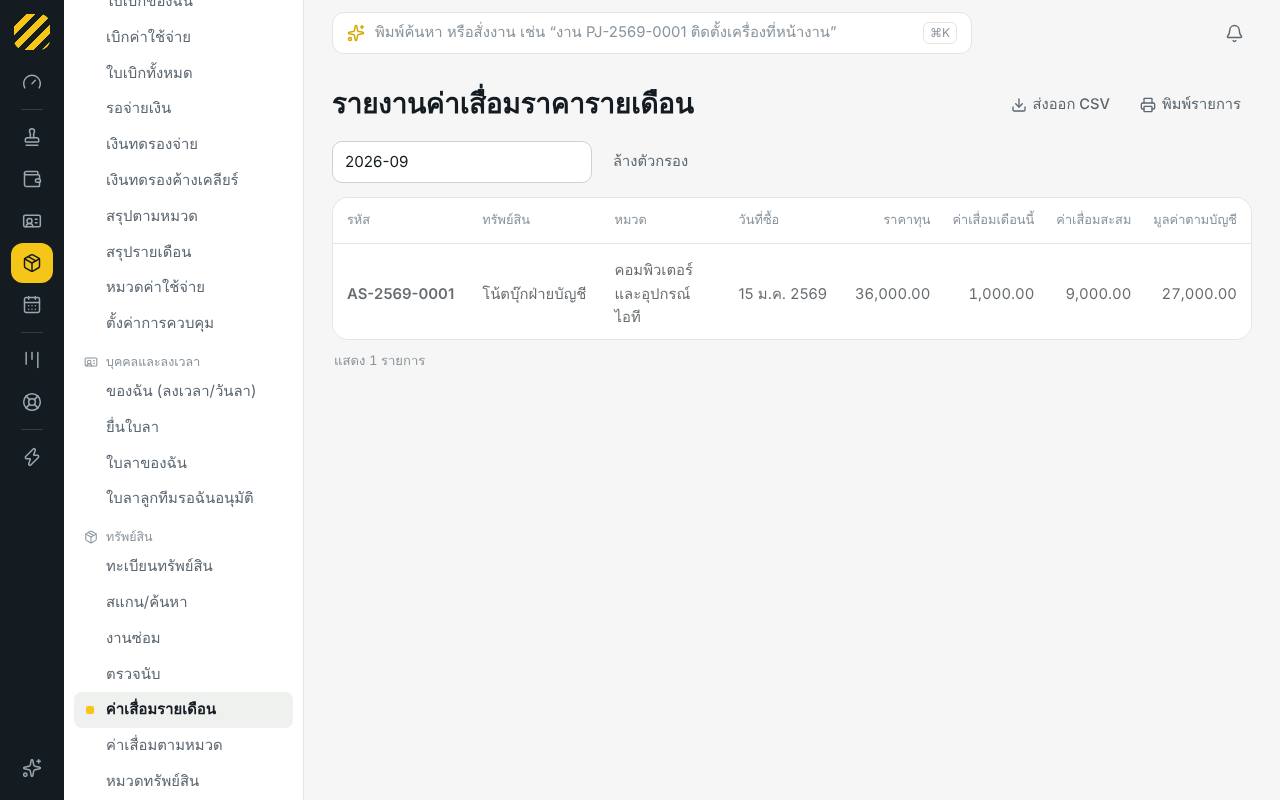 ใบเบิกของฉัน
เบิกค่าใช้จ่าย
ใบเบิกทั้งหมด
รอจ่ายเงิน
เงินทดรองจ่าย
เงินทดรองค้างเคลียร์
สรุปตามหมวด
สรุปรายเดือน
หมวดค่าใช้จ่าย
ตั้งค่าการควบคุม
บุคคลและลงเวลา
ของฉัน (ลงเวลา/วันลา)
ยื่นใบลา
ใบลาของฉัน
ใบลาลูกทีมรอฉันอนุมัติ
ทรัพย์สิน
ทะเบียนทรัพย์สิน
สแกน/ค้นหา
งานซ่อม
ตรวจนับ
ค่าเสื่อมรายเดือน
ค่าเสื่อมตามหมวด
หมวดทรัพย์สิน
พิมพ์ค้นหา หรือสั่งงาน เช่น “งาน PJ-2569-0001 ติดตั้งเครื่องที่หน้างาน” ⌘K
รายงานค่าเสื่อมราคารายเดือน
ส่งออก CSV พิมพ์รายการ
2026-09 ล้างตัวกรอง
รหัส ทรัพย์สิน หมวด วันที่ซื้อ ราคาทุน ค่าเสื่อมเดือนนี้ ค่าเสื่อมสะสม มูลค่าตามบัญชี
AS-2569-0001 โน้ตบุ๊กฝ่ายบัญชี คอมพิวเตอร์
และอุปกรณ์
ไอที
15 ม.ค. 2569 36,000.00 1,000.00 9,000.00 27,000.00
แสดง 1 รายการ